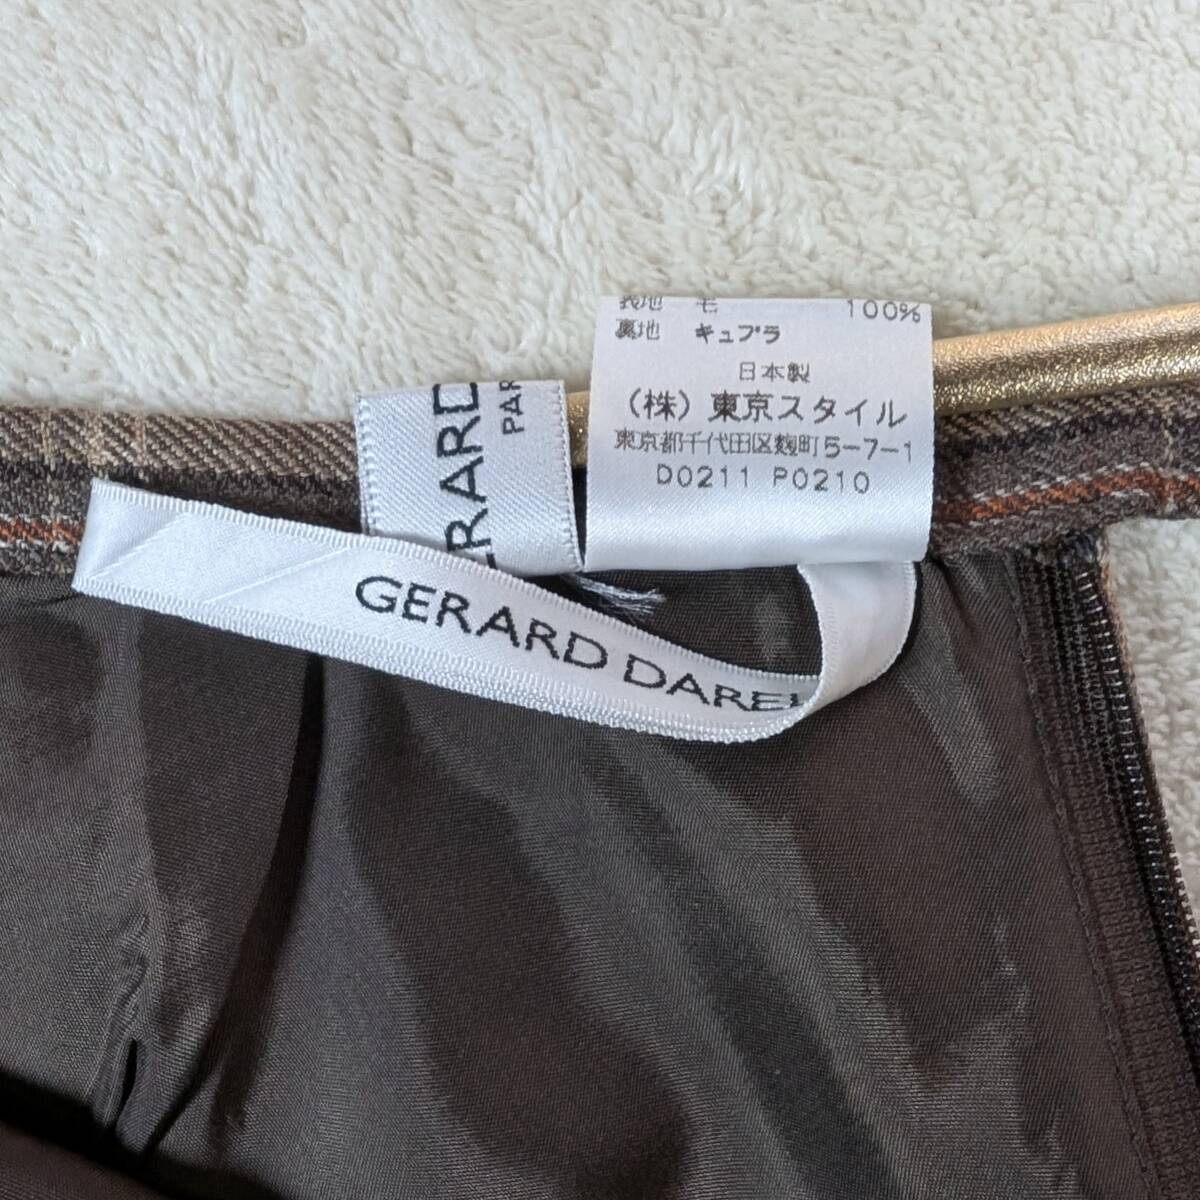 表地 毛 100%
裏地 キュプラ
日本製
（株）東京スタイル
東京都千代田区麹町5-7-1
D0211 P0210
GERARD
PAR
GERARD DAREL